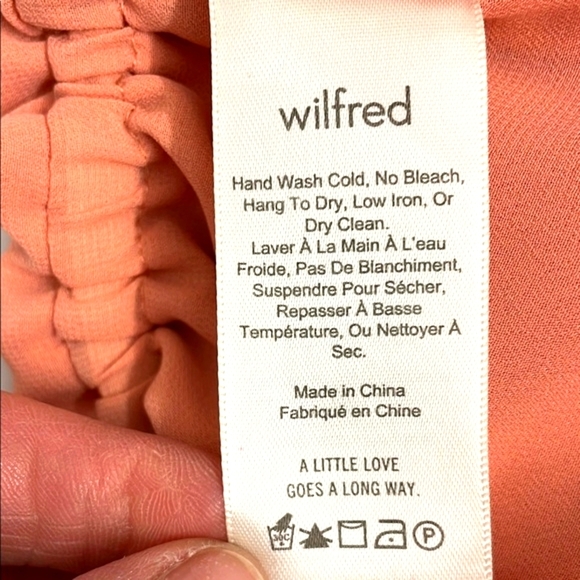 wilfred
Hand Wash Cold, No Bleach,
Hang To Dry, Low Iron, Or
Dry Clean.
Laver À La Main À L'eau
Froide, Pas De Blanchiment,
Suspendre Pour Sécher,
Repasser À Basse
Température, Ou Nettoyer À
Sec.
Made in China
Fabriqué en Chine
A LITTLE LOVE
GOES A LONG WAY.
30C P